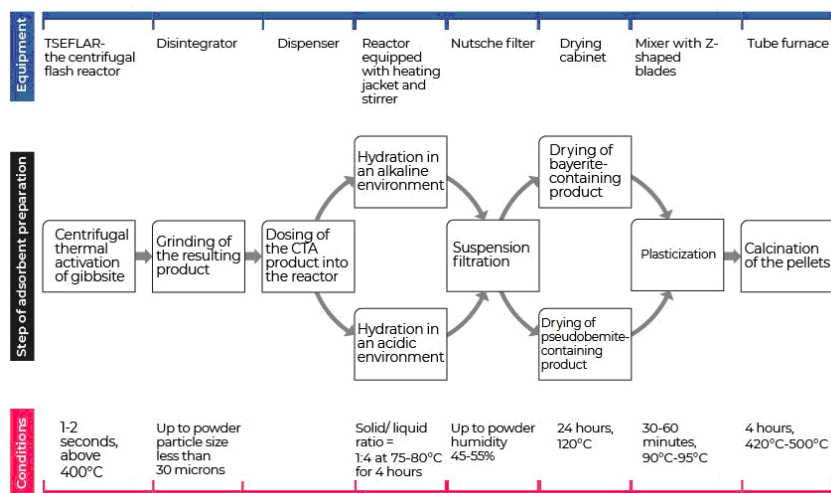 Equipment
TSEFLAR-
the centrifugal
flash reactor
Disintegrator
Dispenser
Reactor
equipped
with heating
jacket and
stirrer
Nutsche filter
Drying
cabinet
Mixer with Z-
shaped
blades
Tube furnace
Step of adsorbent preparation
Centrifugal
thermal
activation
of gibbsite
Grinding of
the resulting
product
Dosing of
the CTA
product into
the reactor
Hydration in
an alkaline
environment
Hydration in
an acidic
environment
Suspension
filtration
Drying of
bayerite-
containing
product
Drying of
pseudobemite-
containing
product
Plasticization
Calcination
of the pellets
Conditions
1-2
seconds,
above
400°C
Up to powder
particle size
less than
30 microns
Solid/ liquid
ratio =
1:4 at 75-80°C
for 4 hours
Up to powder
humidity
45-55%
24 hours,
120°C
30-60
minutes,
90°C-95°C
4 hours,
420°C-500°C